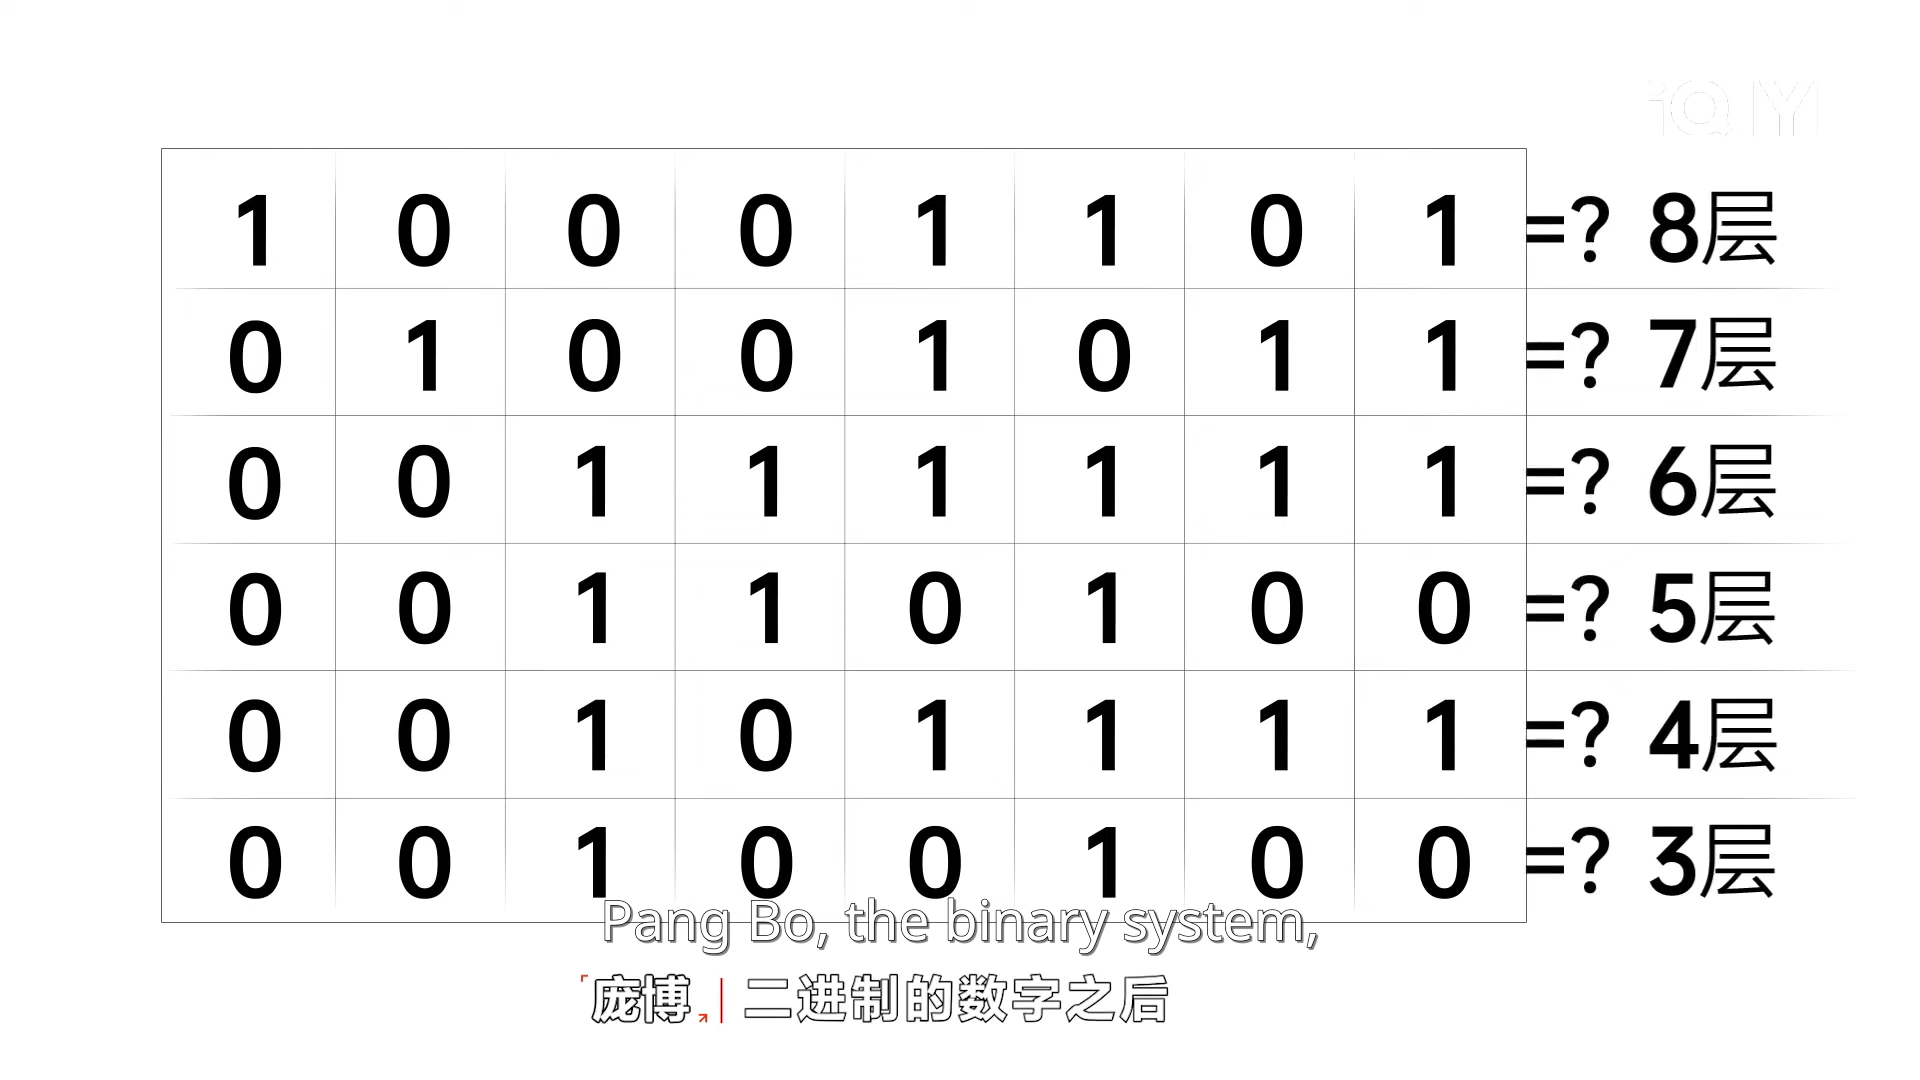 iQIYI
1 0 0 0 1 1 0 1 =? 8层
0 1 0 0 1 0 1 1 =? 7层
0 0 1 1 1 1 1 1 =? 6层
0 0 1 1 0 1 0 0 =? 5层
0 0 1 0 1 1 1 1 =? 4层
0 0 1 0 0 1 0 0 =? 3层
Pang Bo, the binary system,
庞博 二进制的数字之后